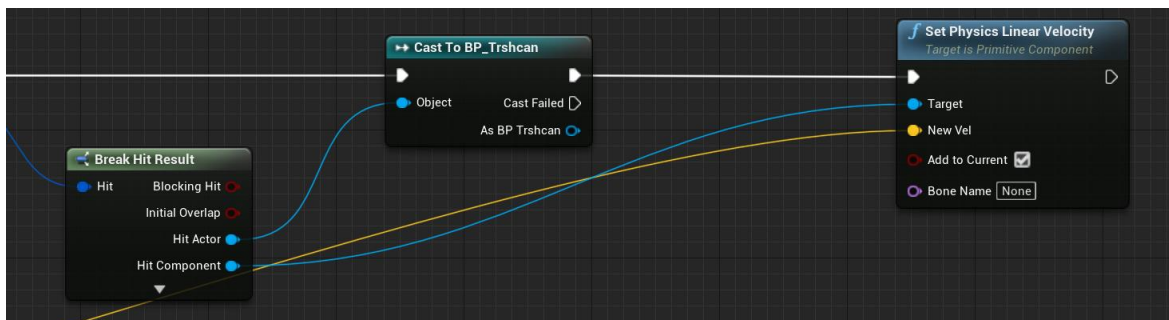 Set Physics Linear Velocity
Target is Primitive Component
Target
New Vel
Add to Current
Bone Name None
Cast To BP_Trshcan
Object
Cast Failed
As BP Trshcan
Break Hit Result
Hit
Blocking Hit
Initial Overlap
Hit Actor
Hit Component